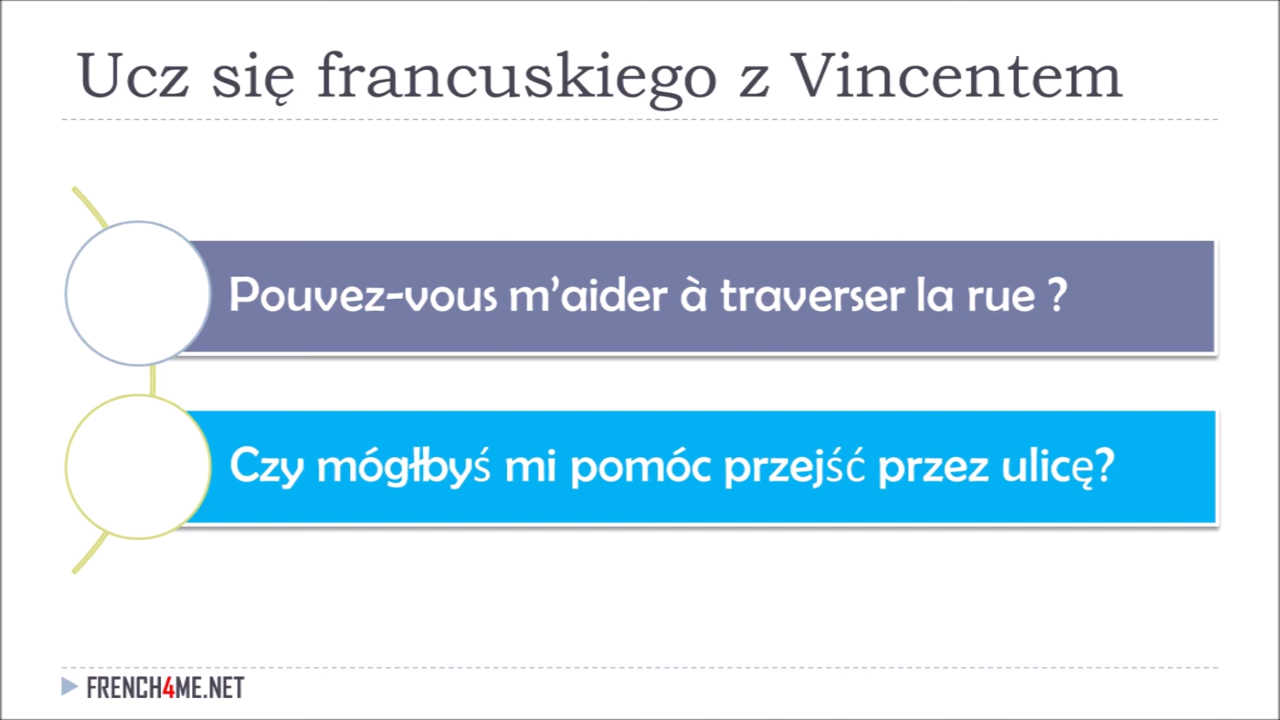 Ucz się francuskiego z Vincentem
Pouvez-vous m’aider à traverser la rue ?
Czy mógłbyś mi pomóc przejść przez ulicę?
FRENCH4ME.NET